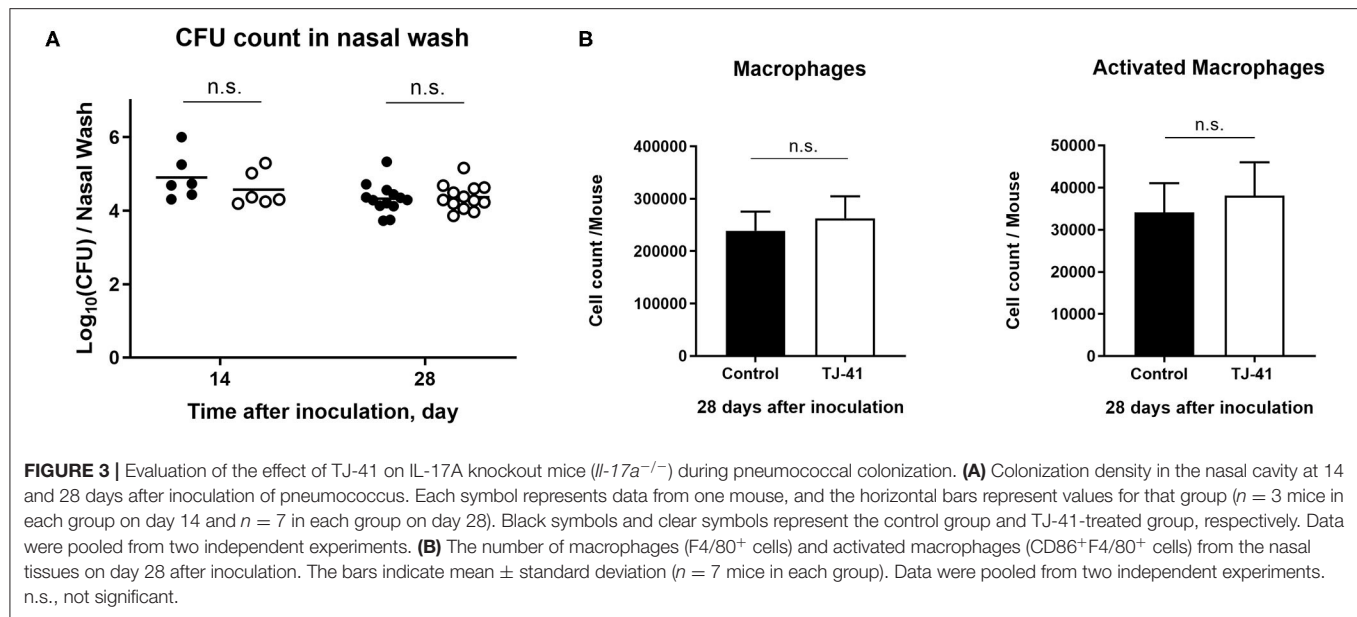 A
CFU count in nasal wash
n.s.
n.s.
6
4
2
0
Log10(CFU) / Nasal Wash
14
28
Time after inoculation, day
B
Macrophages
n.s.
400000
300000
200000
100000
0
Cell count /Mouse
Control
TJ-41
28 days after inoculation
Activated Macrophages
n.s.
50000
40000
30000
20000
10000
0
Cell count / Mouse
Control
TJ-41
28 days after inoculation
FIGURE 3 | Evaluation of the effect of TJ-41 on IL-17A knockout mice (Il-17a−/−) during pneumococcal colonization. (A) Colonization density in the nasal cavity at 14
and 28 days after inoculation of pneumococcus. Each symbol represents data from one mouse, and the horizontal bars represent values for that group (n = 3 mice in
each group on day 14 and n = 7 in each group on day 28). Black symbols and clear symbols represent the control group and TJ-41-treated group, respectively. Data
were pooled from two independent experiments. (B) The number of macrophages (F4/80+ cells) and activated macrophages (CD86+F4/80+ cells) from the nasal
tissues on day 28 after inoculation. The bars indicate mean ± standard deviation (n = 7 mice in each group). Data were pooled from two independent experiments.
n.s., not significant.